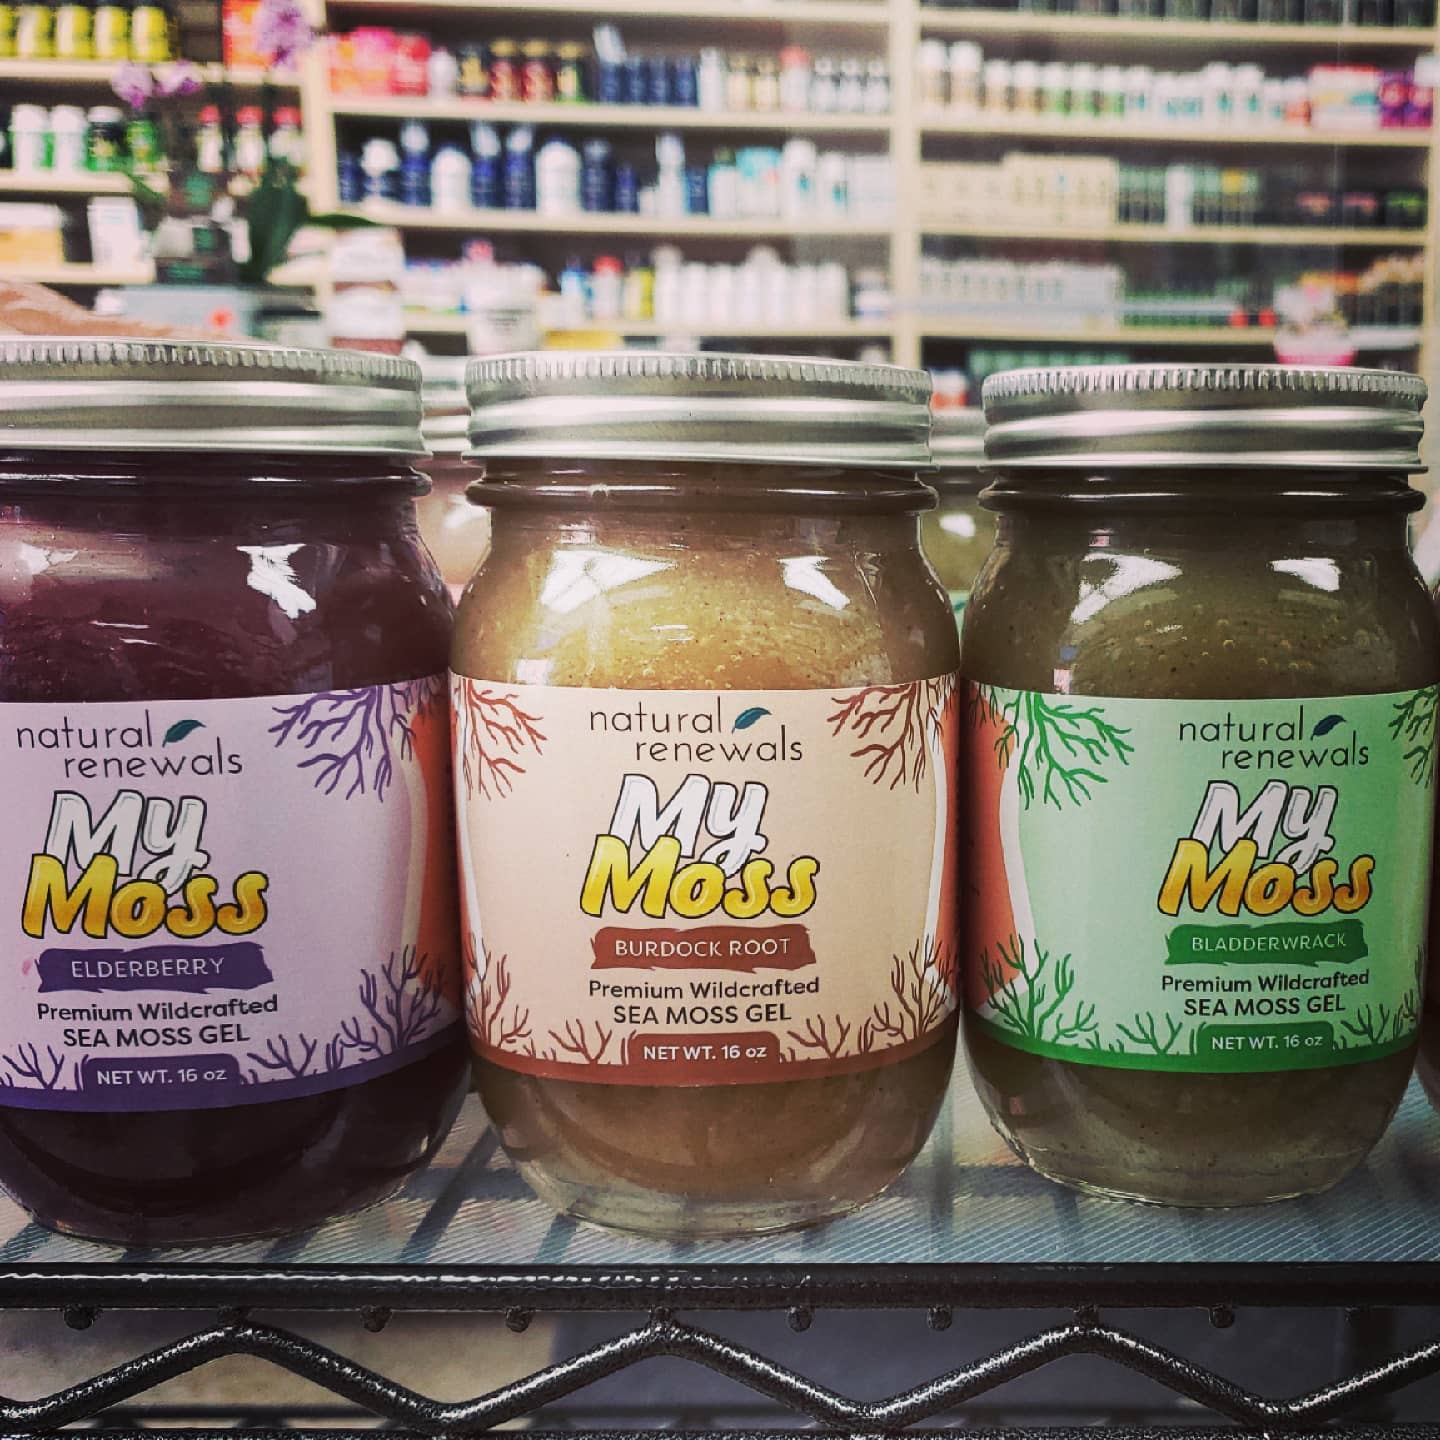 natural
renewals
My
Moss
ELDERBERRY
Premium Wildcrafted
SEA MOSS GEL
NET WT. 16 oz
natural
renewals
My
Moss
BURDOCK ROOT
Premium Wildcrafted
SEA MOSS GEL
NET WT. 16 oz
natural
renewals
My
Moss
BLADDERWRACK
Premium Wildcrafted
SEA MOSS GEL
NET WT. 16 oz